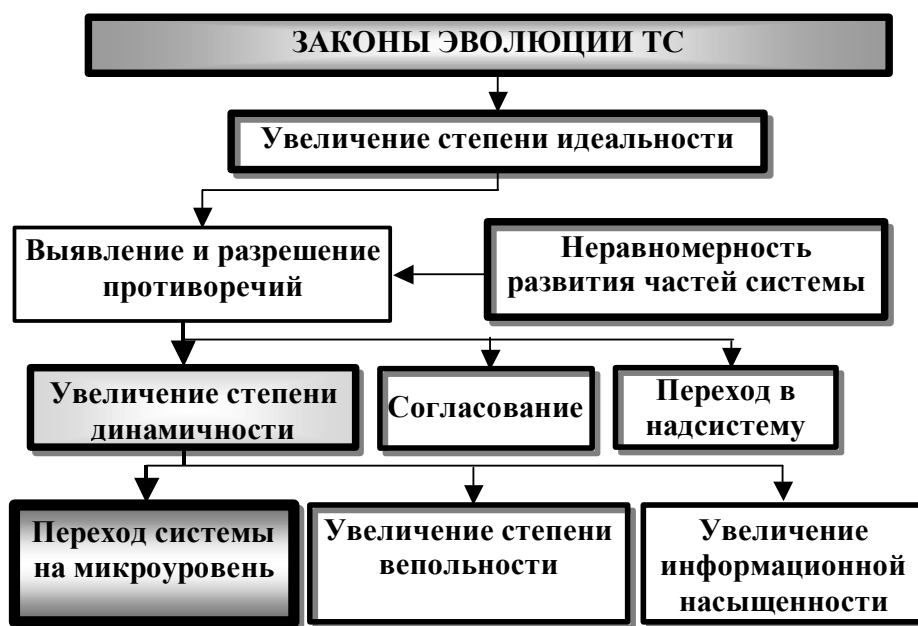 ЗАКОНЫ ЭВОЛЮЦИИ ТС
Увеличение степени идеальности
Выявление и разрешение
противоречий
Неравномерность
развития частей системы
Увеличение степени
динамичности
Согласование
Переход в
надсистему
Переход системы
на микроуровень
Увеличение степени
вепольности
Увеличение
информационной
насыщенности